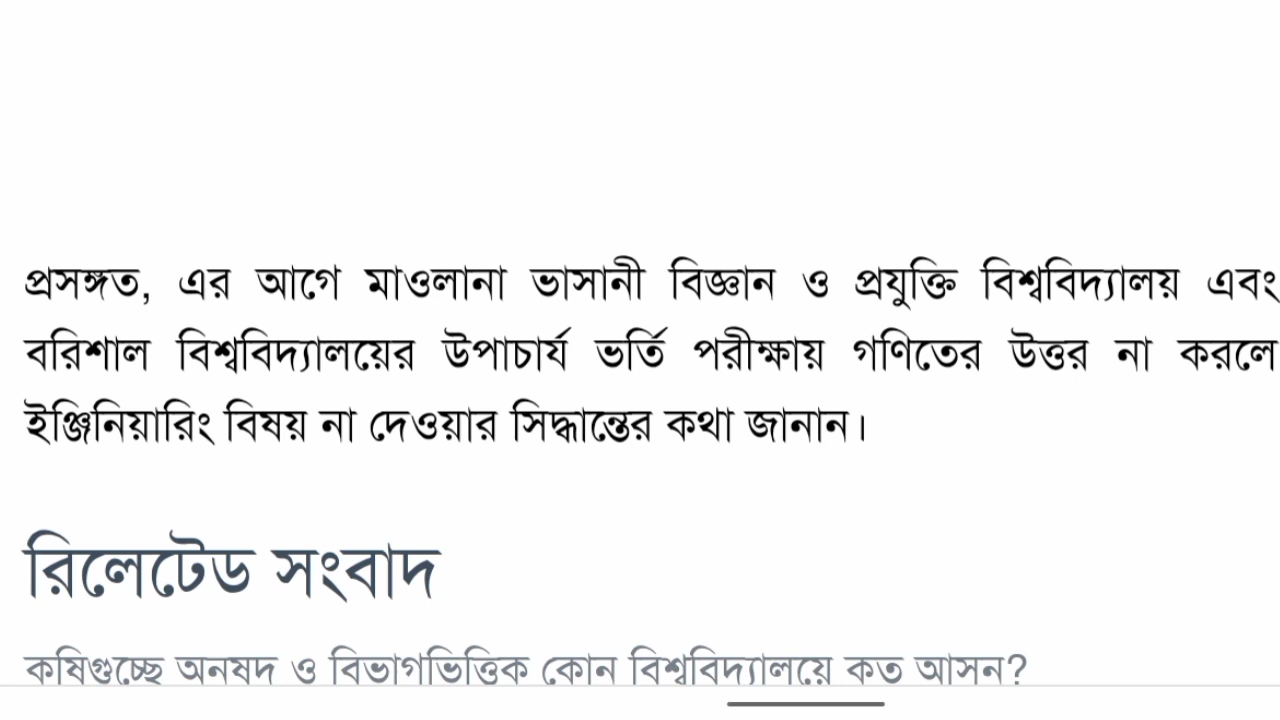 প্রসঙ্গত, এর আগে মাওলানা ভাসানী বিজ্ঞান ও প্রযুক্তি বিশ্ববিদ্যালয় এবং
বরিশাল বিশ্ববিদ্যালয়ের উপাচার্য ভর্তি পরীক্ষায় গণিতের উত্তর না করলে
ইঞ্জিনিয়ারিং বিষয় না দেওয়ার সিদ্ধান্তের কথা জানান।
রিলেটেড সংবাদ
কৃষিগুচ্ছে অনুষদ ও বিভাগভিত্তিক কোন বিশ্ববিদ্যালয়ে কত আসন?